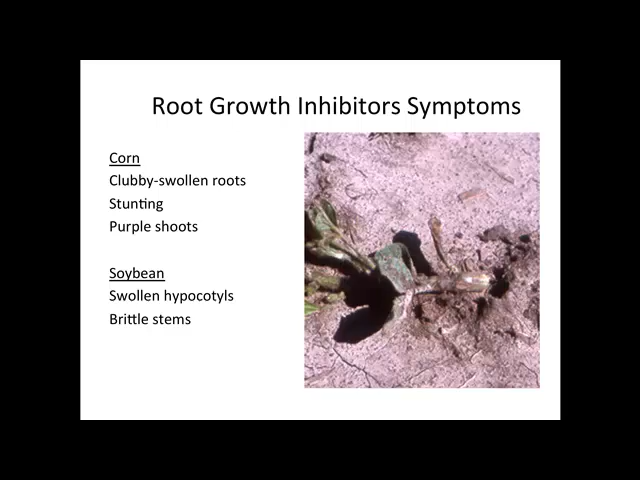 Root Growth Inhibitors Symptoms
Corn
Clubby-swollen roots
Stunting
Purple shoots
Soybean
Swollen hypocotyls
Brittle stems